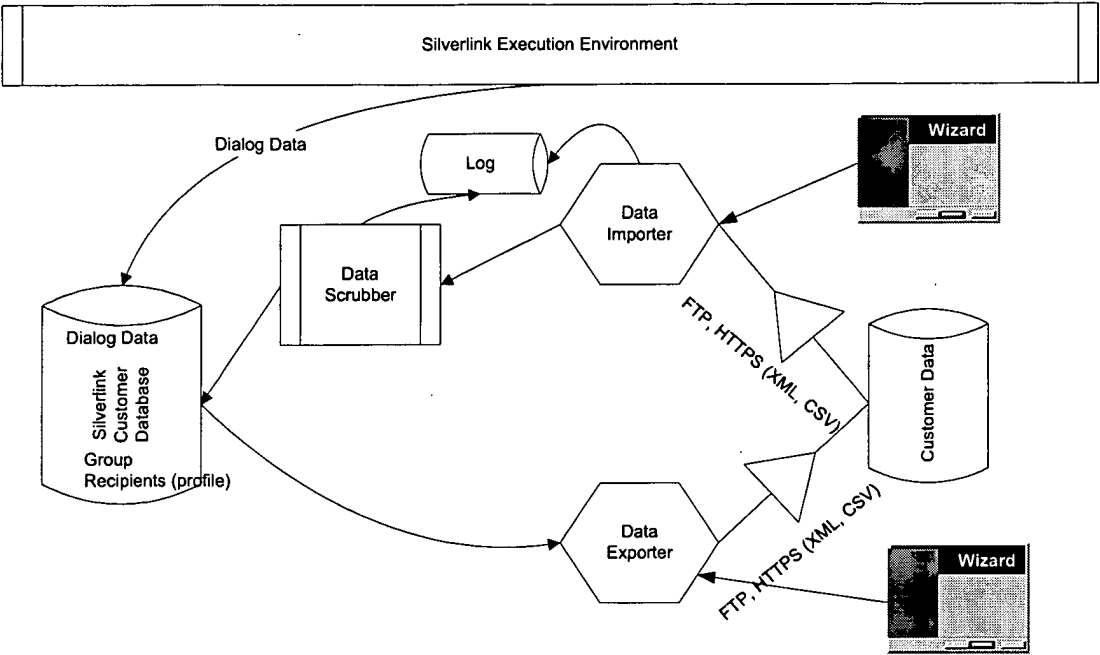 Silverlink Execution Environment
Dialog Data
Log
Wizard
Data
Importer
Data
Scrubber
FTP, HTTPS (XML, CSV)
Customer Data
Dialog Data
Silverlink
Customer
Database
Group
Recipients (profile)
Data
Exporter
FTP, HTTPS (XML, CSV)
Wizard